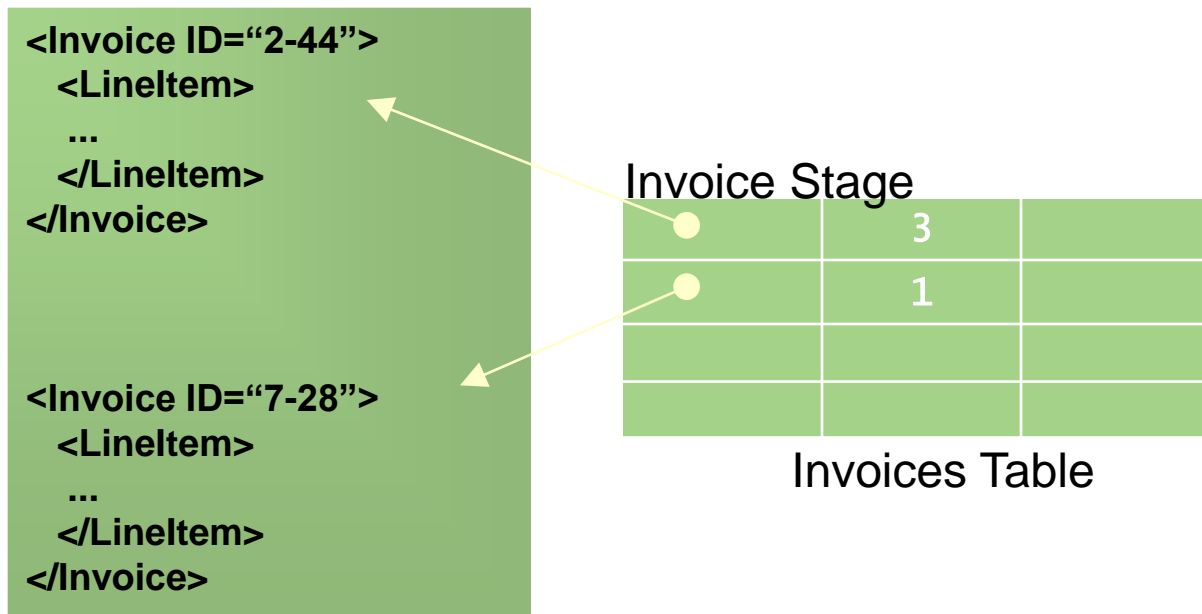 <Invoice ID=“2-44”>
<LineItem>
...
</LineItem>
</Invoice>
<Invoice ID=“7-28”>
<LineItem>
...
</LineItem>
</Invoice>
Invoice Stage
3
1
Invoices Table